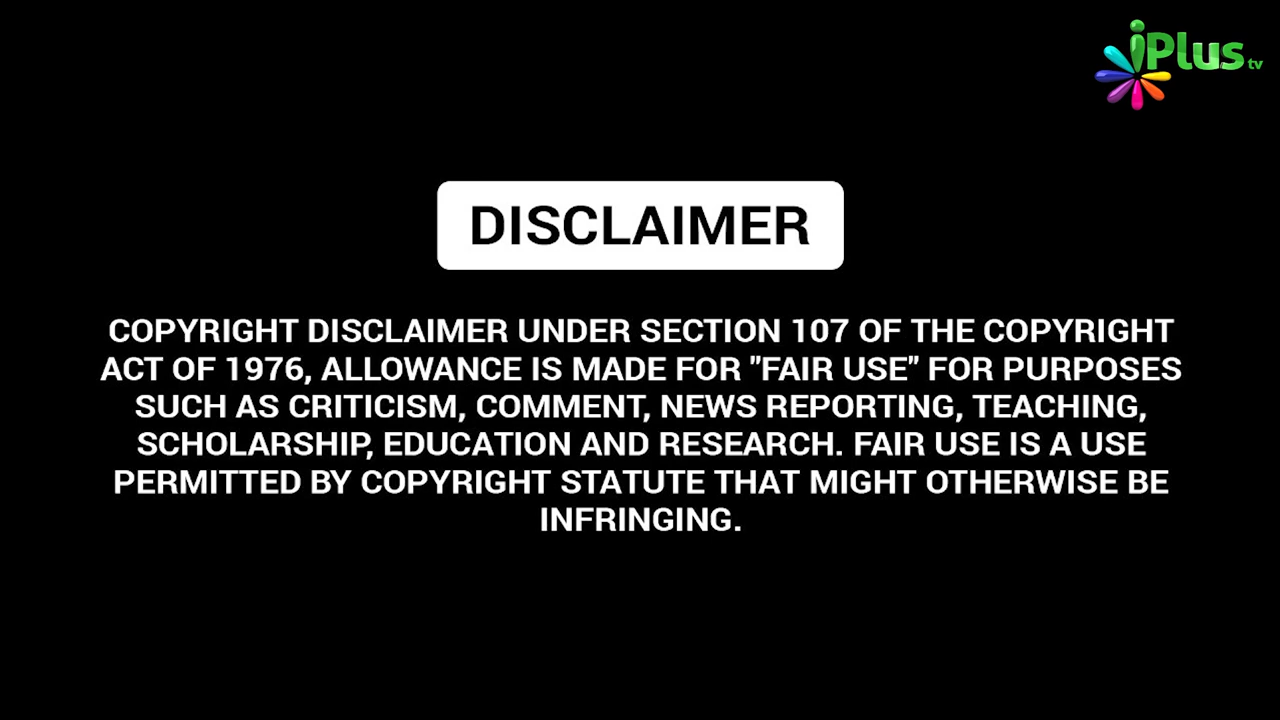 iPlus tv
DISCLAIMER
COPYRIGHT DISCLAIMER UNDER SECTION 107 OF THE COPYRIGHT
ACT OF 1976, ALLOWANCE IS MADE FOR "FAIR USE" FOR PURPOSES
SUCH AS CRITICISM, COMMENT, NEWS REPORTING, TEACHING,
SCHOLARSHIP, EDUCATION AND RESEARCH. FAIR USE IS A USE
PERMITTED BY COPYRIGHT STATUTE THAT MIGHT OTHERWISE BE
INFRINGING.